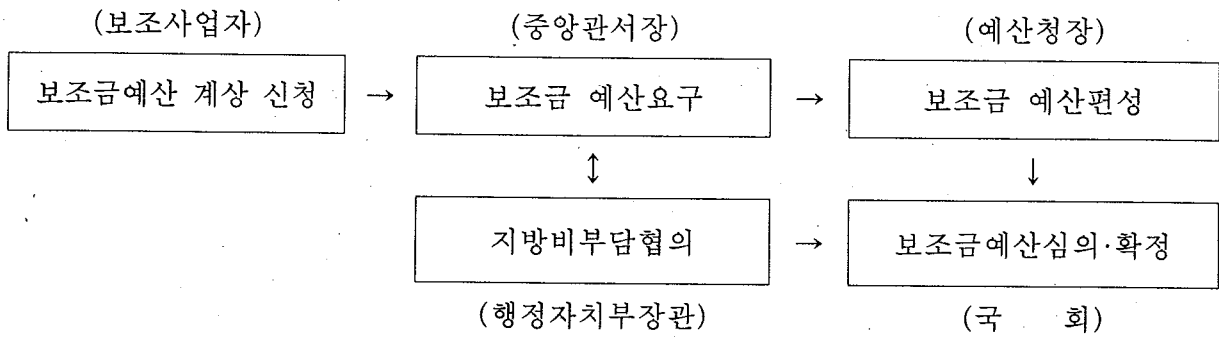 (보조사업자) (중앙관서장) (예산청장)
보조금예산 계상 신청 → 보조금 예산요구 → 보조금 예산편성
↕ ↓
지방비부담협의 → 보조금예산심의·확정
(행정자치부장관) (국 회)